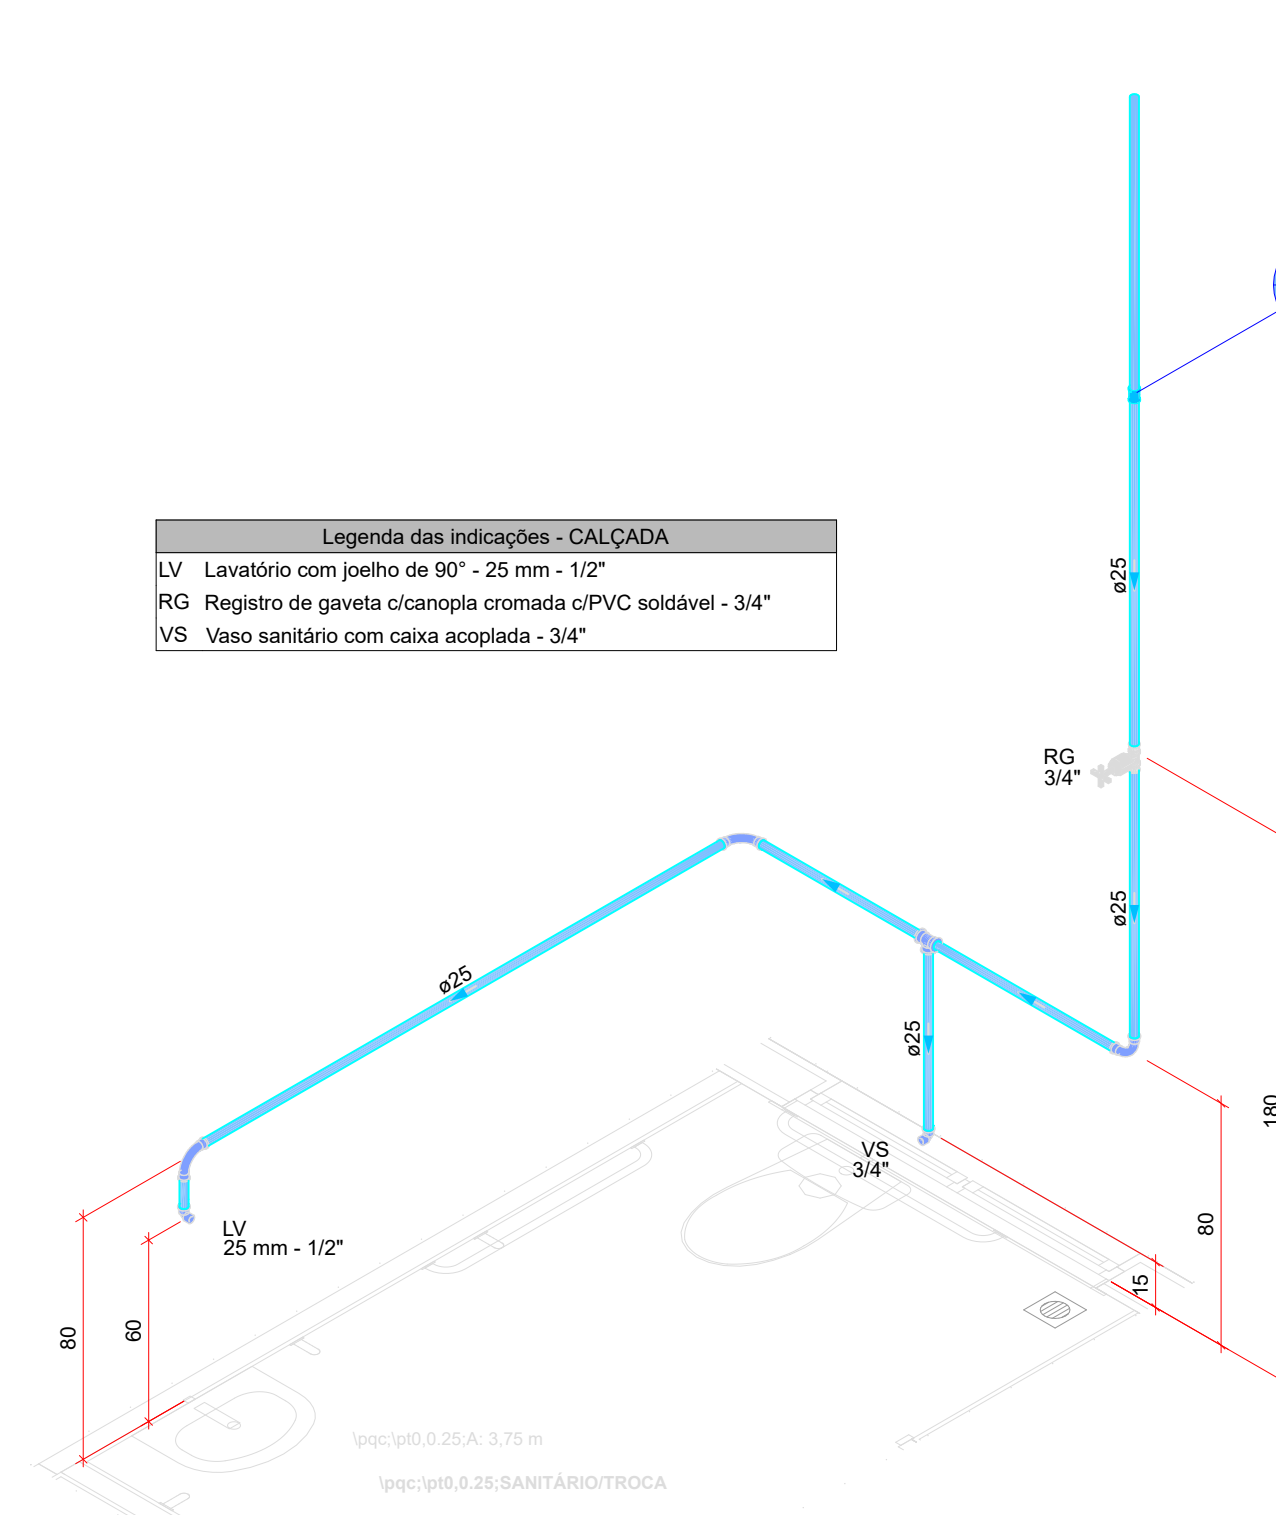 Legenda das indicações - CALÇADA
LV Lavatório com joelho de 90° - 25 mm - 1/2"
RG Registro de gaveta c/canopla cromada c/PVC soldável - 3/4"
VS Vaso sanitário com caixa acoplada - 3/4"
ø25
RG
3/4"
ø25
ø25
ø25
VS
3/4"
LV
25 mm - 1/2"
180
80
15
80
60
\pqc;\pt0,0.25;A: 3,75 m
\pqc;\pt0,0.25;SANITÁRIO/TROCA